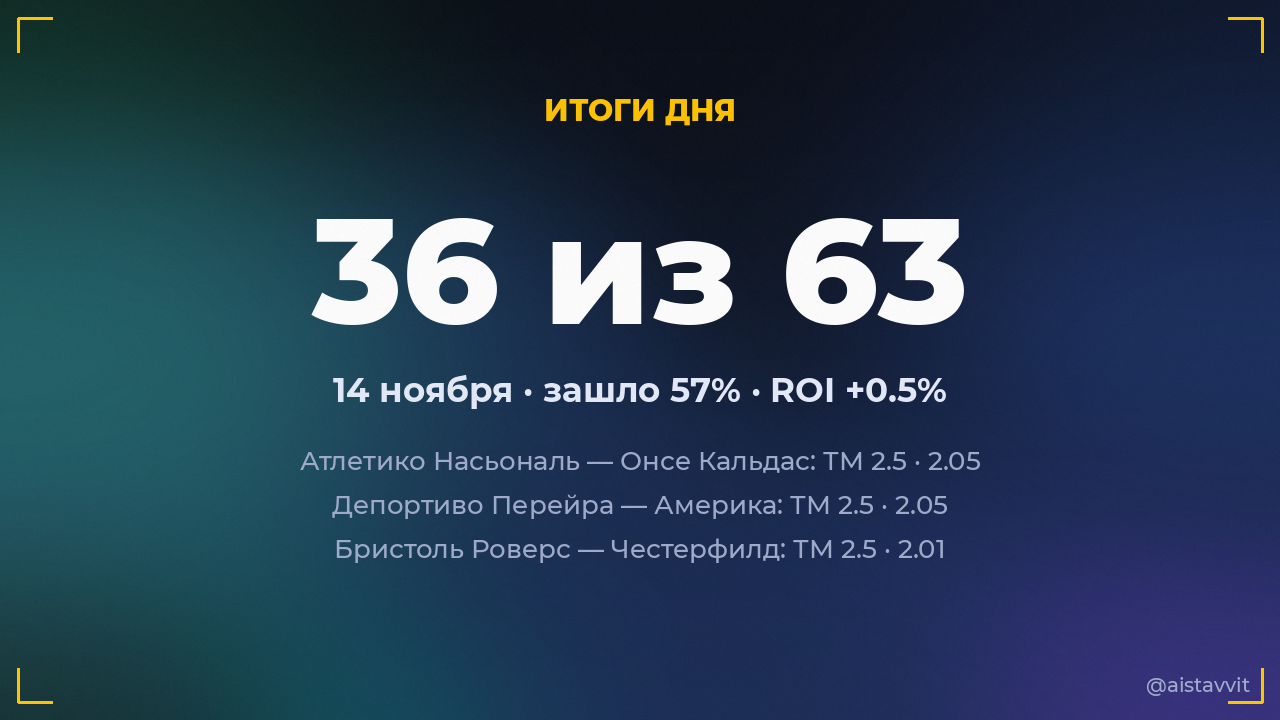 ИТОГИ ДНЯ
36 из 63
14 ноября · зашло 57% · ROI +0.5%
Атлетико Насьональ — Онсе Кальдас: ТМ 2.5 · 2.05
Депортиво Перейра — Америка: ТМ 2.5 · 2.05
Бристоль Роверс — Честерфилд: ТМ 2.5 · 2.01
@aistavvit